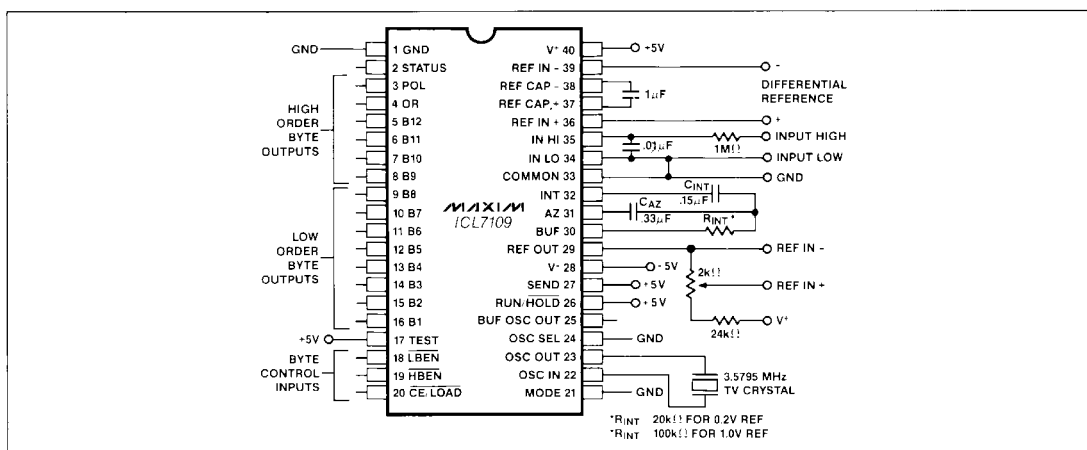 GND
HIGH
ORDER
BYTE
OUTPUTS
LOW
ORDER
BYTE
OUTPUTS
+5V
BYTE
CONTROL
INPUTS
1 GND
2 STATUS
3 POL
4 OR
5 B12
6 B11
7 B10
8 B9
9 B8
10 B7
11 B6
12 B5
13 B4
14 B3
15 B2
16 B1
17 TEST
18 LBEN
19 HBEN
20 CE/LOAD
MAXIM
ICL7109
V+ 40
REF IN - 39
REF CAP - 38
REF CAP + 37
REF IN + 36
IN HI 35
IN LO 34
COMMON 33
INT 32
AZ 31
BUF 30
REF OUT 29
V- 28
SEND 27
RUN/HOLD 26
BUF OSC OUT 25
OSC SEL 24
OSC OUT 23
OSC IN 22
MODE 21
+5V
-
DIFFERENTIAL
REFERENCE
1µF
+
INPUT HIGH
.01µF
1MΩ
INPUT LOW
GND
CINT
.15µF
CAZ
.33µF
RINT*
REF IN -
2kΩ
REF IN +
-5V
+5V
+5V
24kΩ
V+
GND
3.5795 MHz
TV CRYSTAL
GND
*RINT 20kΩ FOR 0.2V REF
*RINT 100kΩ FOR 1.0V REF